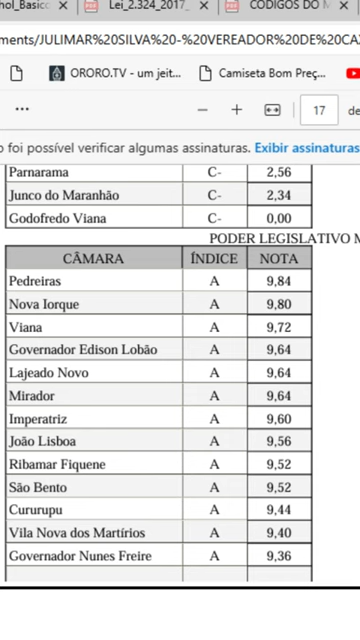 hol_Basico Lei_2.324_2017_ CÓDIGOS DO M
ments/JULIMAR%20SILVA%20-%20VEREADOR%20DE%20CA
ORORO.TV - um jeit... Camiseta Bom Preç...
... − + 17 de
o foi possível verificar algumas assinaturas. Exibir assinaturas
Parnarama C- 2,56
Junco do Maranhão C- 2,34
Godofredo Viana C- 0,00
PODER LEGISLATIVO M
CÂMARA ÍNDICE NOTA
Pedreiras A 9,84
Nova Iorque A 9,80
Viana A 9,72
Governador Edison Lobão A 9,64
Lajeado Novo A 9,64
Mirador A 9,64
Imperatriz A 9,60
João Lisboa A 9,56
Ribamar Fiquene A 9,52
São Bento A 9,52
Cururupu A 9,44
Vila Nova dos Martírios A 9,40
Governador Nunes Freire A 9,36